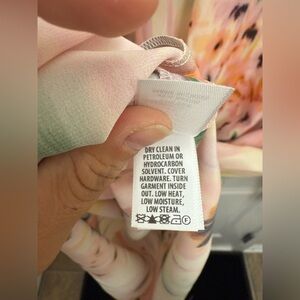 DRY CLEAN IN
PETROLEUM OR
HYDROCARBON
SOLVENT. COVER
HARDWARE. TURN
GARMENT INSIDE
OUT. LOW HEAT,
LOW MOISTURE,
LOW STEAM.
F